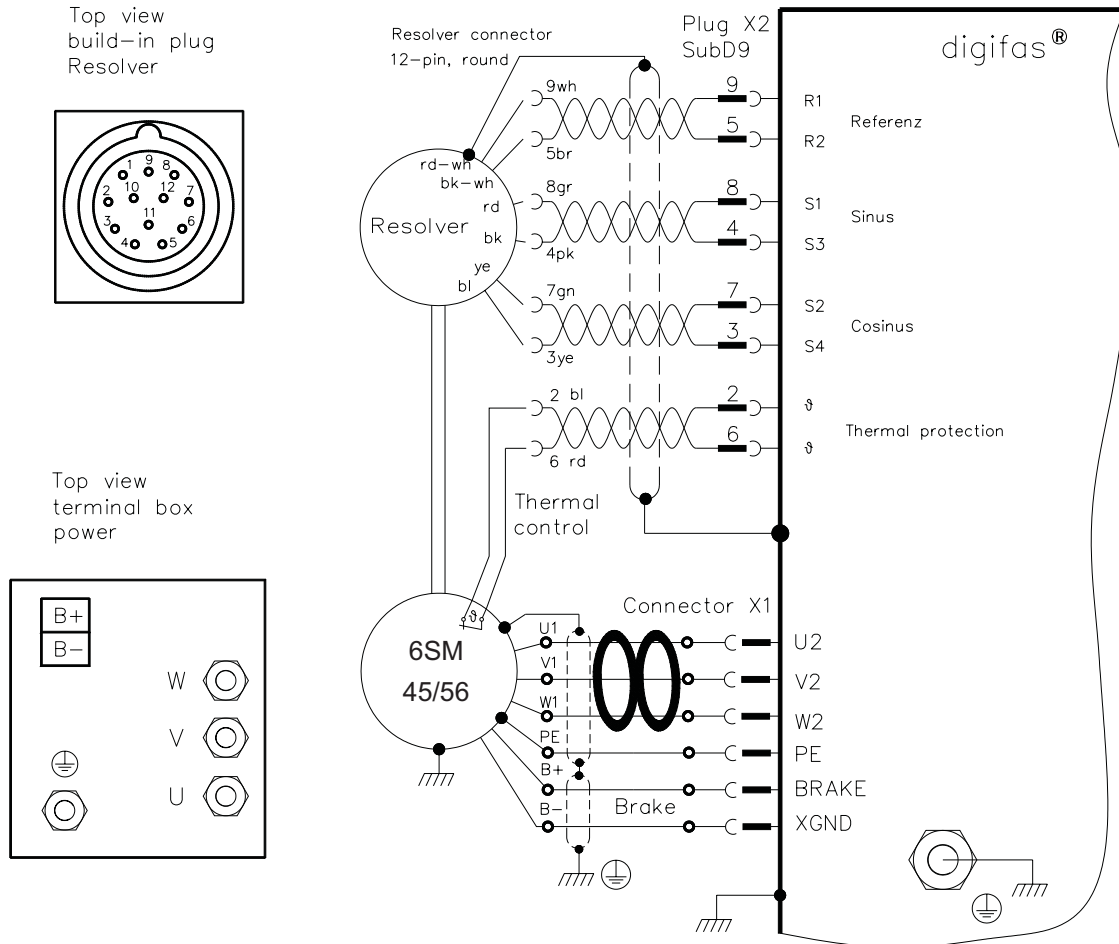 Top view
build-in plug
Resolver
1 9 8
2 10 12 7
3 11 6
4 5
Top view
terminal box
power
B+
B-
W
V
U
Resolver connector
12-pin, round
Plug X2
SubD9
digifas®
Resolver
rd-wh
bk-wh
rd
bk
ye
bl
9wh 9 R1
Referenz
5br 5 R2
8gr 8 S1
Sinus
4pk 4 S3
7gn 7 S2
Cosinus
3ye 3 S4
2 bl 2 ϑ
Thermal protection
6 rd 6 ϑ
Thermal
control
ϑ
6SM
45/56
Connector X1
U1 U2
V1 V2
W1 W2
PE PE
B+ BRAKE
Brake
B- XGND